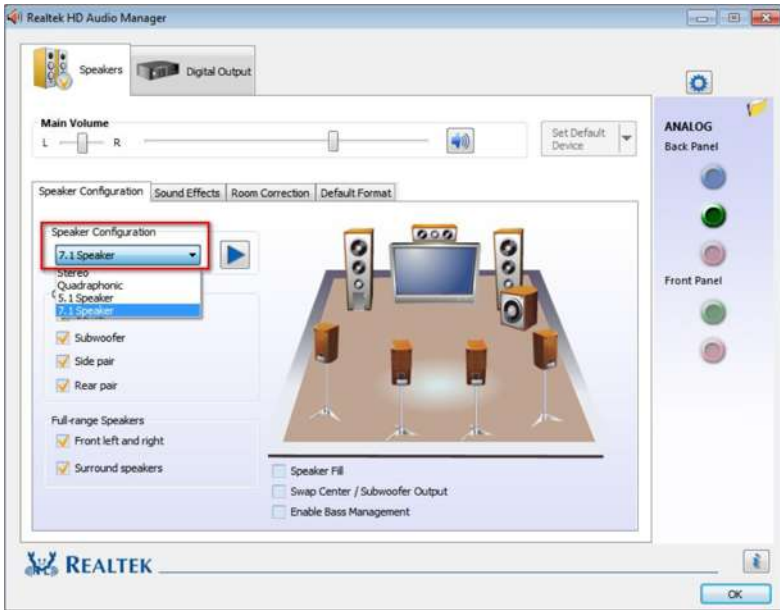 Realtek HD Audio Manager
Speakers
Digital Output
Main Volume
L
R
Set Default
Device
ANALOG
Back Panel
Speaker Configuration
Sound Effects
Room Correction
Default Format
Speaker Configuration
7.1 Speaker
Stereo
Quadraphonic
5.1 Speaker
7.1 Speaker
Subwoofer
Side pair
Rear pair
Full-range Speakers
Front left and right
Surround speakers
Speaker Fill
Swap Center / Subwoofer Output
Enable Bass Management
Front Panel
REALTEK
OK